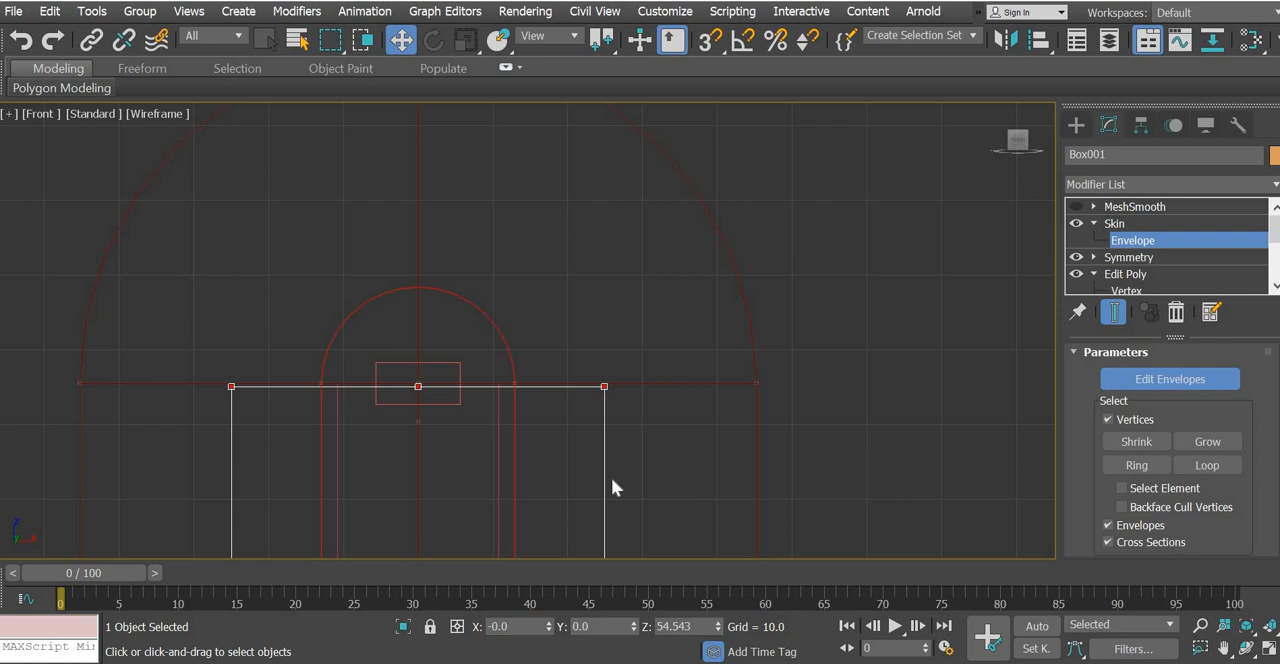 File Edit Tools Group Views Create Modifiers Animation Graph Editors Rendering Civil View Customize Scripting Interactive Content Arnold Sign In Workspaces: Default
All View Create Selection Set
Modeling Freeform Selection Object Paint Populate
Polygon Modeling
[+] [Front ] [Standard ] [Wireframe ]
Box001
Modifier List
MeshSmooth
Skin
Envelope
Symmetry
Edit Poly
Vertex
Parameters
Edit Envelopes
Select
Vertices
Shrink Grow
Ring Loop
Select Element
Backface Cull Vertices
Envelopes
Cross Sections
z
x
y
< 0 / 100 >
0 5 10 15 20 25 30 35 40 45 50 55 60 65 70 75 80 85 90 95 100
1 Object Selected X: -0.0 Y: 0.0 Z: 54.543 Grid = 10.0 Auto Selected
MAXScript Mi Click or click-and-drag to select objects Add Time Tag 0 Set K. Filters...